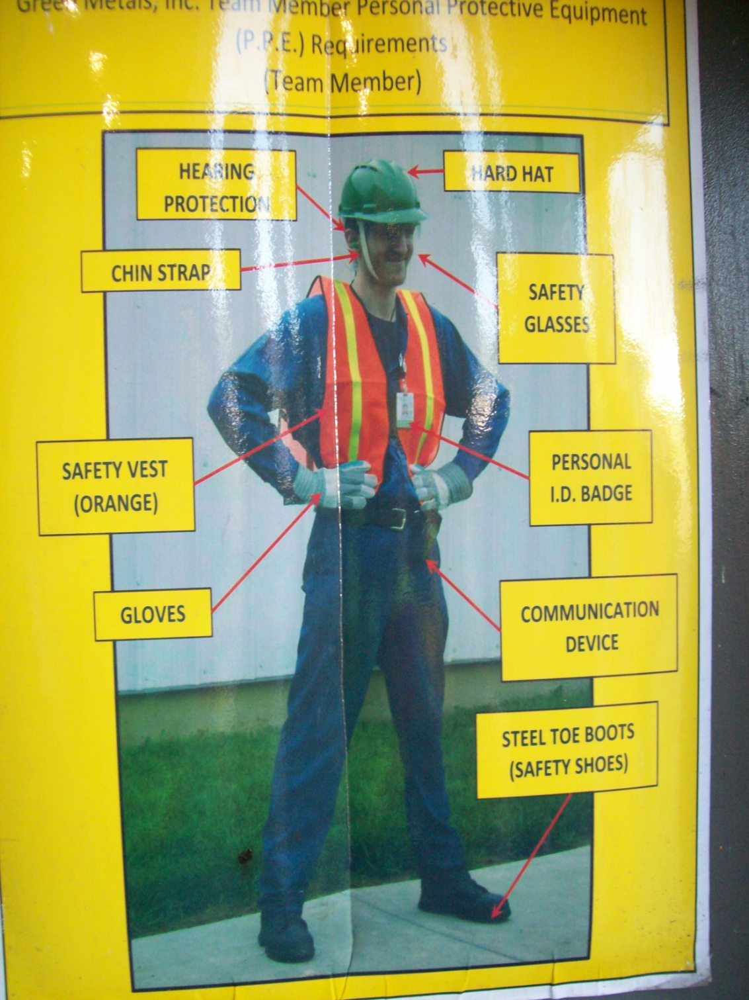 Green Metals, Inc. Team Member Personal Protective Equipment
(P.P.E.) Requirements
(Team Member)
HEARING
PROTECTION
HARD HAT
CHIN STRAP
SAFETY
GLASSES
SAFETY VEST
(ORANGE)
PERSONAL
I.D. BADGE
GLOVES
COMMUNICATION
DEVICE
STEEL TOE BOOTS
(SAFETY SHOES)